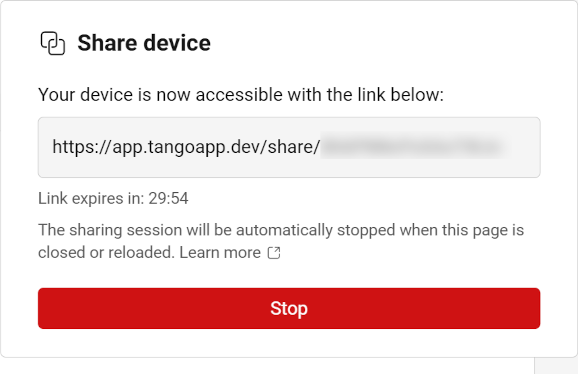 Share device
Your device is now accessible with the link below:
https://app.tangoapp.dev/share/
Link expires in: 29:54
The sharing session will be automatically stopped when this page is
closed or reloaded. Learn more
Stop